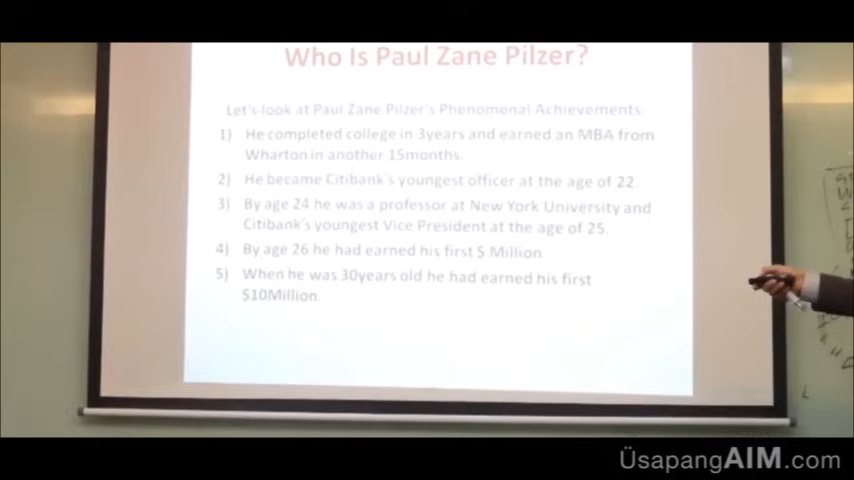 Who Is Paul Zane Pilzer?
Let's look at Paul Zane Pilzer's Phenomenal Achievements:
1) He completed college in 3years and earned an MBA from
Wharton in another 15months.
2) He became Citibank's youngest officer at the age of 22.
3) By age 24 he was a professor at New York University and
Citibank's youngest Vice President at the age of 25.
4) By age 26 he had earned his first $ Million.
5) When he was 30years old he had earned his first
$10Million.
ÜsapangAIM.com